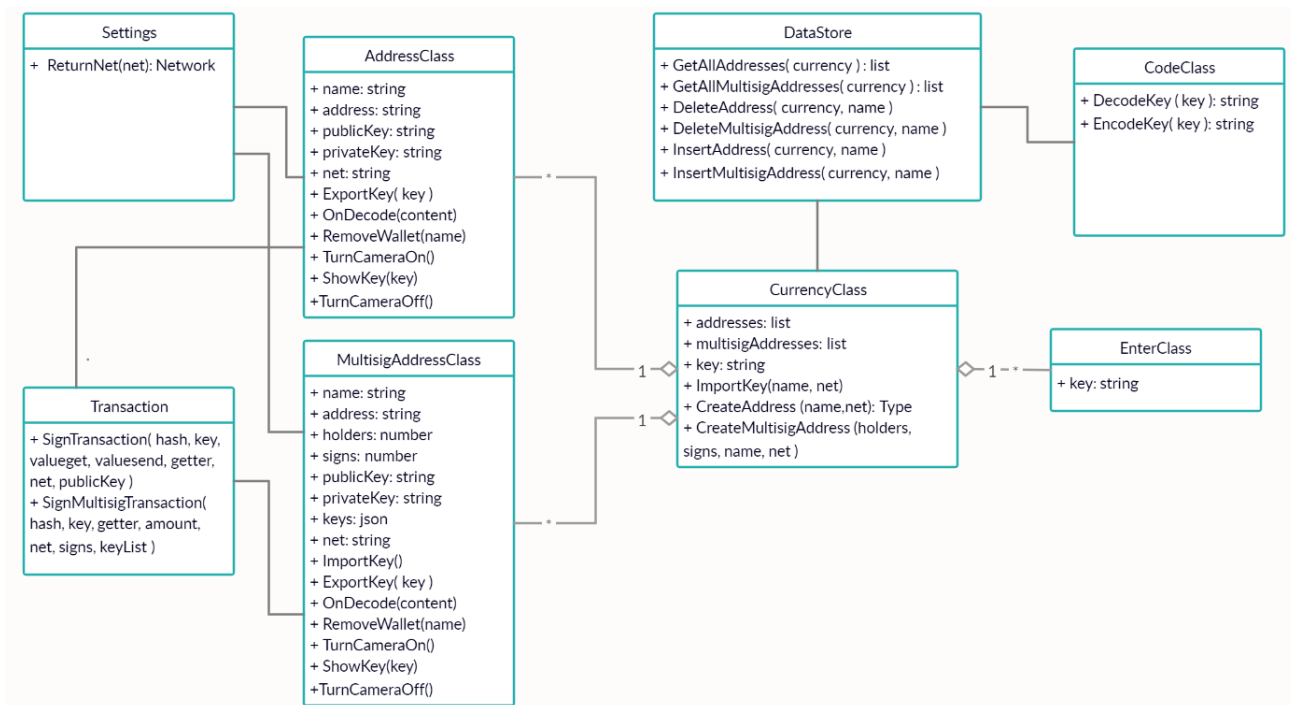 Settings
+ ReturnNet(net): Network
AddressClass
+ name: string
+ address: string
+ publicKey: string
+ privateKey: string
+ net: string
+ ExportKey( key )
+ OnDecode(content)
+ RemoveWallet(name)
+ TurnCameraOn()
+ ShowKey(key)
+TurnCameraOff()
DataStore
+ GetAllAddresses( currency ) : list
+ GetAllMultisigAddresses( currency ) : list
+ DeleteAddress( currency, name )
+ DeleteMultisigAddress( currency, name )
+ InsertAddress( currency, name )
+ InsertMultisigAddress( currency, name )
CodeClass
+ DecodeKey ( key ): string
+ EncodeKey( key ): string
*
1
CurrencyClass
+ addresses: list
+ multisigAddresses: list
+ key: string
+ ImportKey(name, net)
+ CreateAddress (name,net): Type
+ CreateMultisigAddress (holders,
signs, name, net )
1
*
EnterClass
+ key: string
Transaction
+ SignTransaction( hash, key,
valueget, valuesend, getter,
net, publicKey )
+ SignMultisigTransaction(
hash, key, getter, amount,
net, signs, keyList )
MultisigAddressClass
+ name: string
+ address: string
+ holders: number
+ signs: number
+ publicKey: string
+ privateKey: string
+ keys: json
+ net: string
+ ImportKey()
+ ExportKey( key )
+ OnDecode(content)
+ RemoveWallet(name)
+ TurnCameraOn()
+ ShowKey(key)
+TurnCameraOff()
1
*